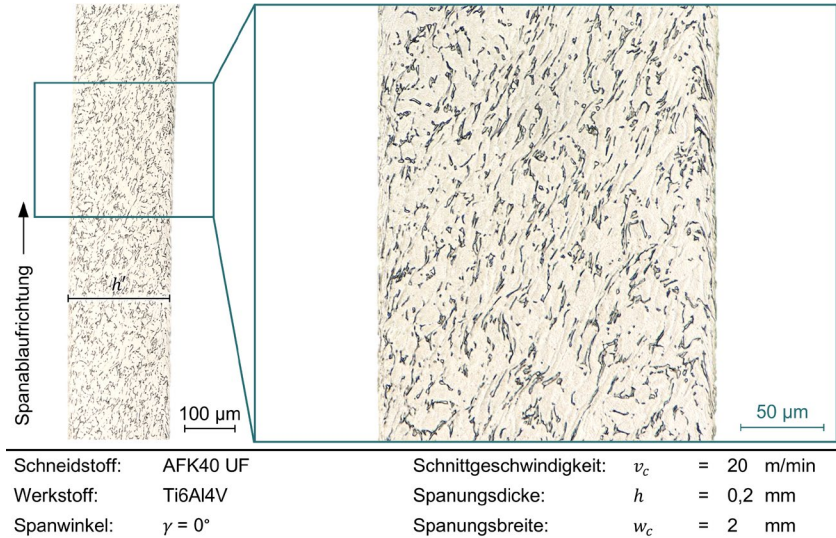 Spanablaufrichtung
h'
100 µm
50 µm
Schneidstoff: AFK40 UF Schnittgeschwindigkeit: v_c = 20 m/min
Werkstoff: Ti6Al4V Spanungsdicke: h = 0,2 mm
Spanwinkel: γ = 0° Spanungsbreite: w_c = 2 mm